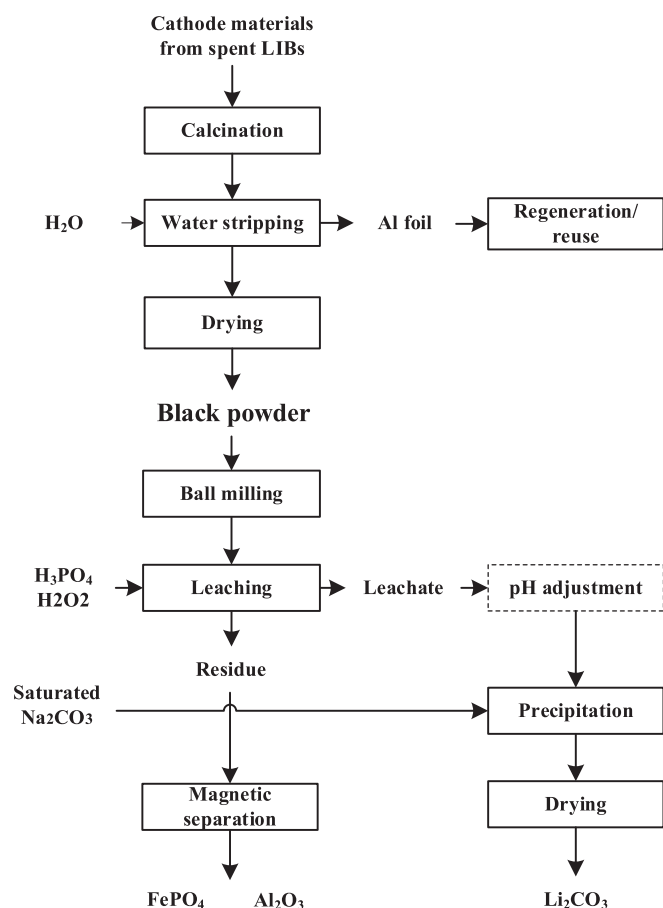 Cathode materials
from spent LIBs
Calcination
H₂O
Water stripping
Al foil
Regeneration/
reuse
Drying
Black powder
Ball milling
H₃PO₄
H2O2
Leaching
Leachate
pH adjustment
Residue
Saturated
Na₂CO₃
Precipitation
Magnetic
separation
Drying
FePO₄
Al₂O₃
Li₂CO₃